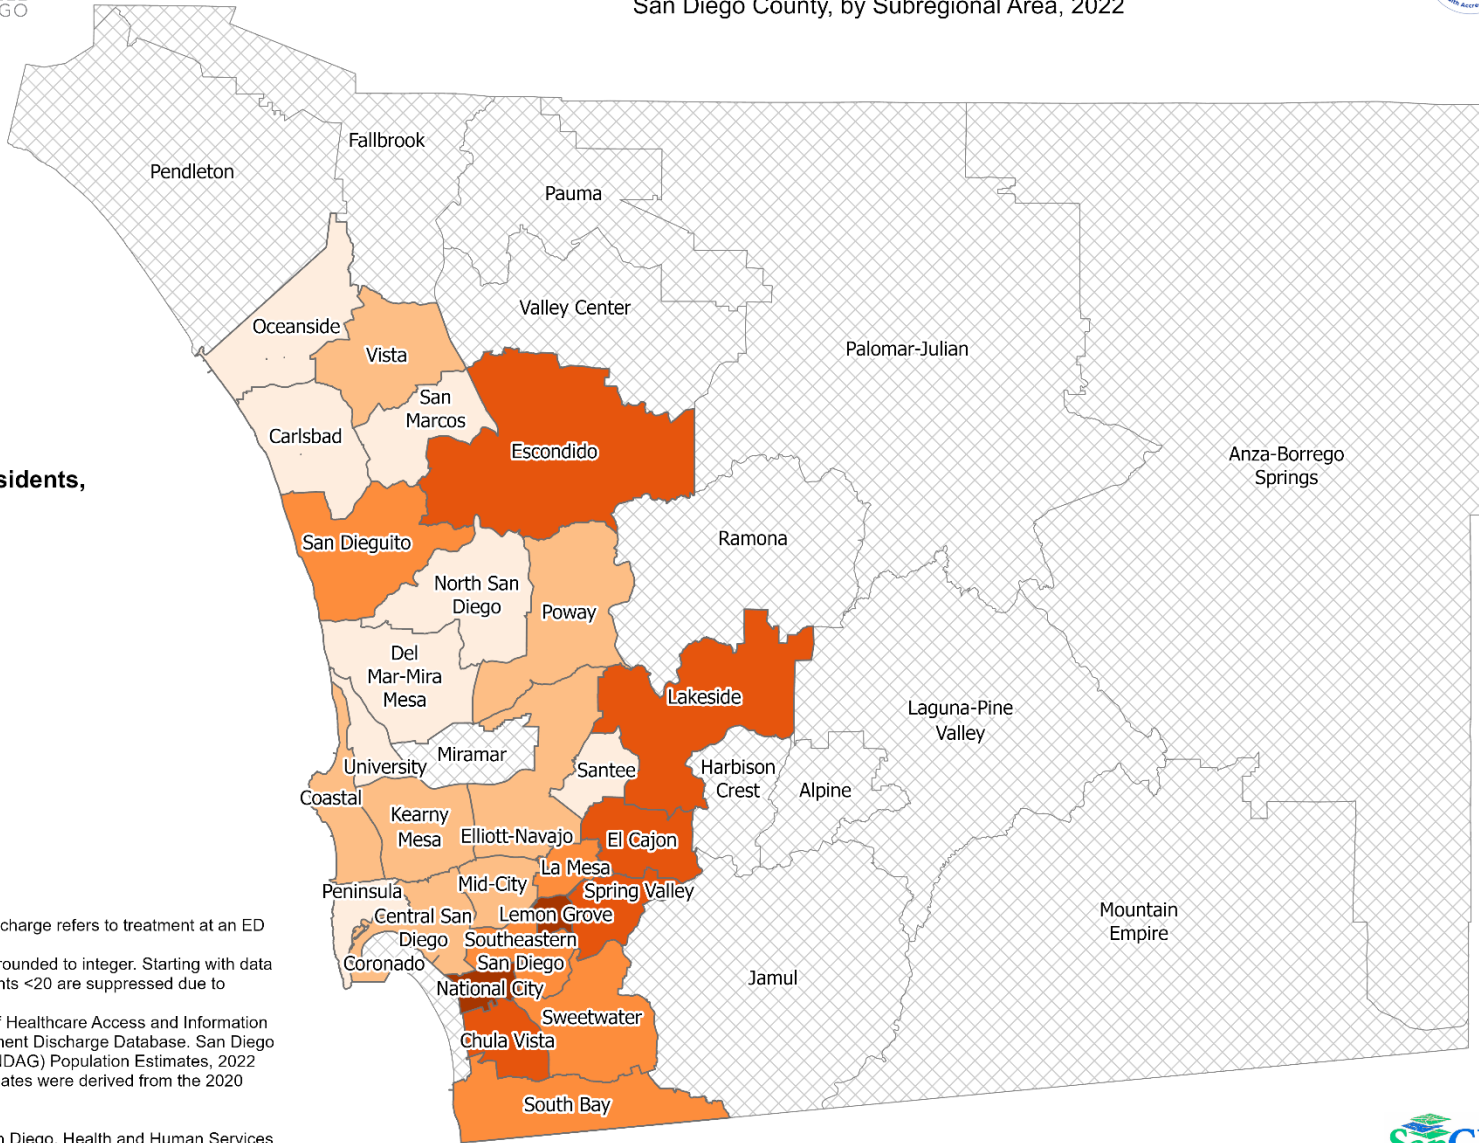 GO
San Diego County, by Subregional Area, 2022
Fallbrook
Pendleton
Pauma
Valley Center
Oceanside
Vista
Palomar-Julian
San
Marcos
Carlsbad
Escondido
Anza-Borrego
Springs
sidents,
San Dieguito
Ramona
North San
Diego
Poway
Del
Mar-Mira
Mesa
Lakeside
Laguna-Pine
Valley
Miramar
University
Santee
Harbison
Crest
Alpine
Coastal
Kearny
Mesa
Elliott-Navajo
El Cajon
La Mesa
Peninsula
Mid-City
Spring Valley
Central San
Diego
Lemon Grove
Mountain
Empire
Southeastern
San Diego
Coronado
Jamul
National City
Sweetwater
Chula Vista
South Bay
charge refers to treatment at an ED
rounded to integer. Starting with data
nts <20 are suppressed due to
f Healthcare Access and Information
ment Discharge Database. San Diego
NDAG) Population Estimates, 2022
ates were derived from the 2020
n Diego, Health and Human Services